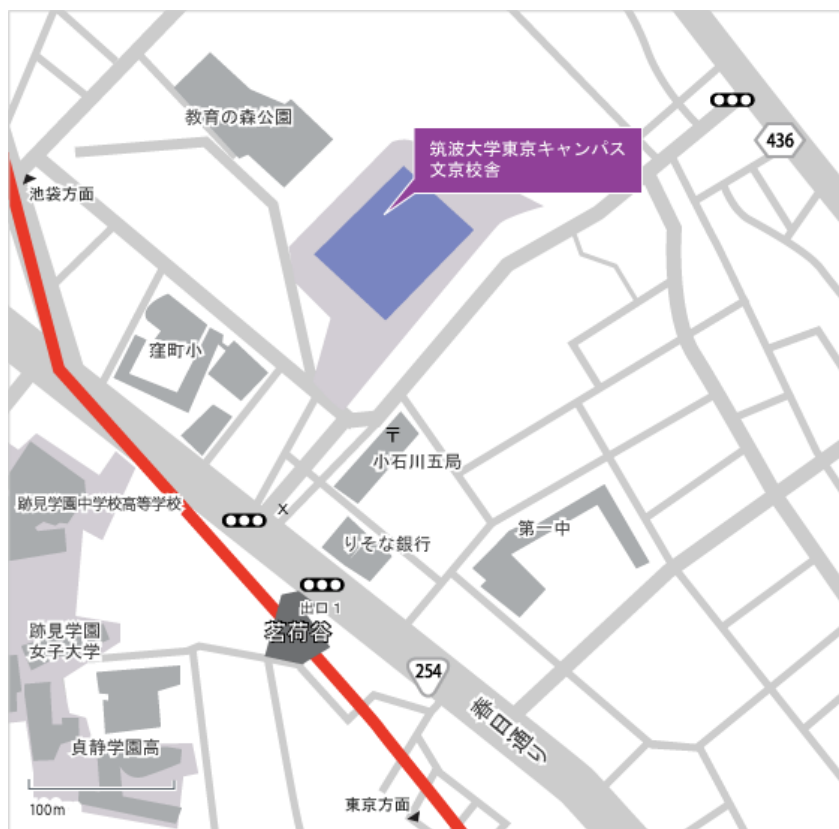 教育の森公園
筑波大学東京キャンパス
文京校舎
436
池袋方面
窪町小
〒
小石川五局
跡見学園中学校高等学校
X
りそな銀行
第一中
出口1
茗荷谷
跡見学園
女子大学
254
春日通り
貞静学園高
100m
東京方面